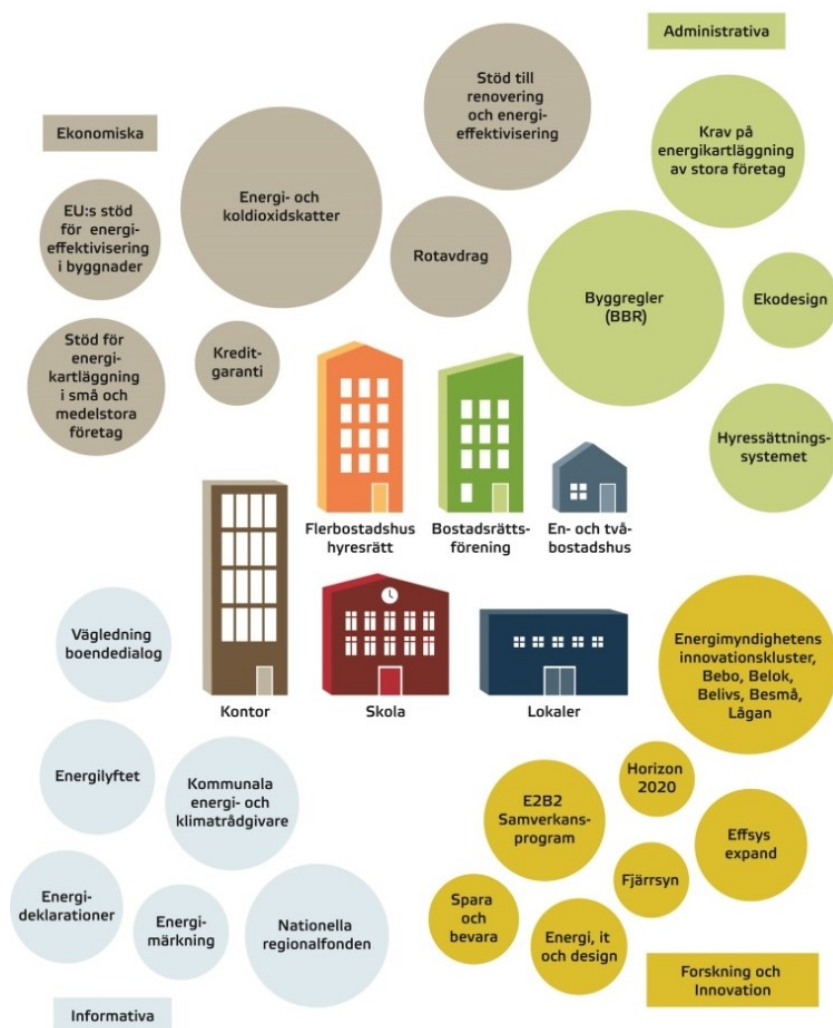 Administrativa
Stöd till
renovering
och energi-
effektivisering
Krav på
energikartläggning
av stora företag
Ekonomiska
EU:s stöd
för energi-
effektivisering
i byggnader
Energi- och
koldioxidskatter
Rotavdrag
Byggregler
(BBR)
Ekodesign
Stöd för
energi-
kartläggning
i små och
medelstora
företag
Kredit-
garanti
Hyressättnings-
systemet
Flerbostadshus
hyresrätt
Bostadsrätts-
förening
En- och två-
bostadshus
Vägledning
boendedialog
Kontor
Skola
Lokaler
Energimyndighetens
innovationskluster,
Bebo, Belok,
Belivs, Besmå,
Lågan
Energilyftet
Kommunala
energi- och
klimatrådgivare
E2B2
Samverkans-
program
Horizon
2020
Effsys
expand
Fjärrsyn
Energi-
deklarationer
Energi-
märkning
Nationella
regionalfonden
Spara
och
bevara
Energi, it
och design
Forskning och
Innovation
Informativa